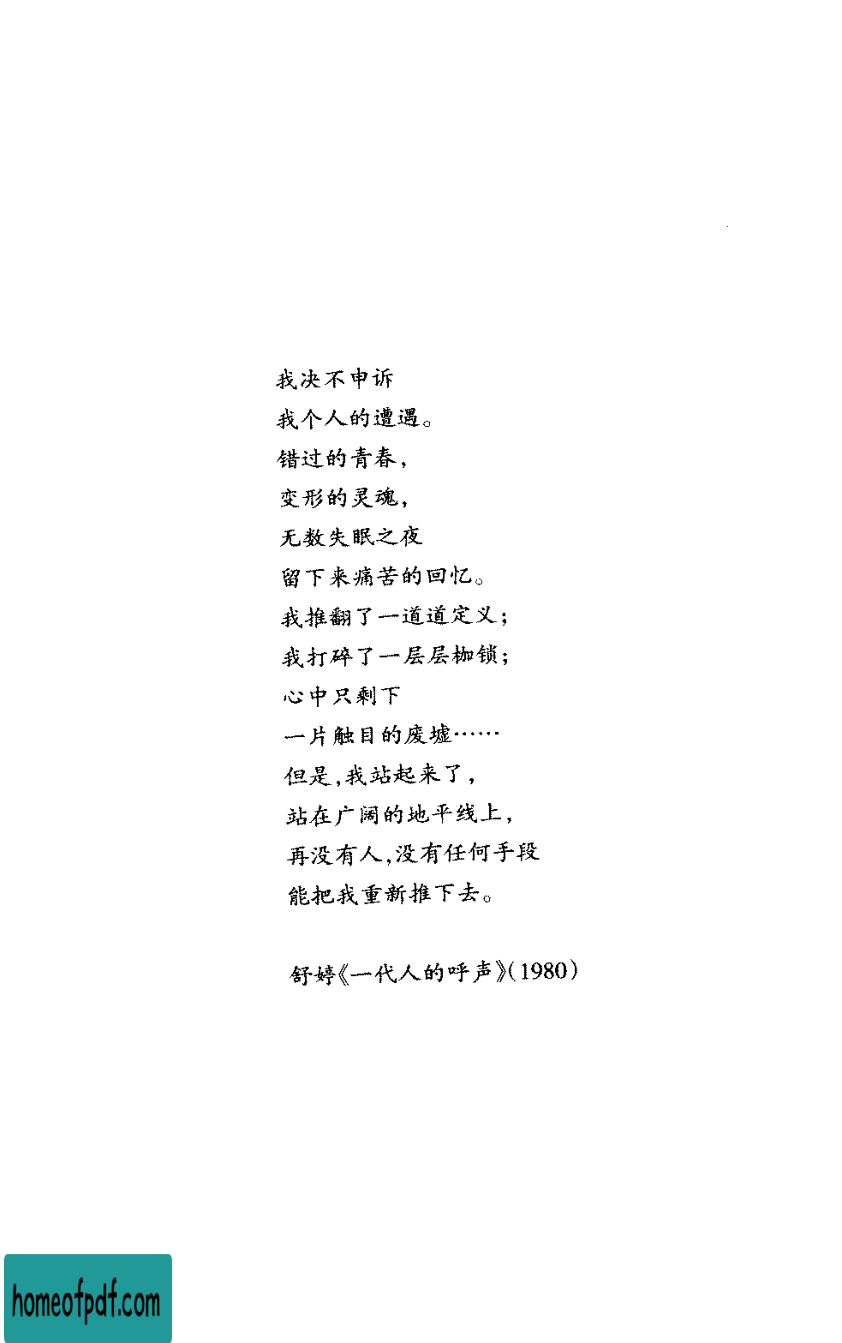 我决不申诉
我个人的遭遇。
错过的青春,
变形的灵魂,
无数失眠之夜
留下来痛苦的回忆。
我推翻了一道道定义;
我打碎了一层层枷锁;
心中只剩下
一片触目的废墟……
但是,我站起来了,
站在广阔的地平线上,
再没有人,没有任何手段
能把我重新推下去。
舒婷《一代人的呼声》(1980)
homeofpdf.com